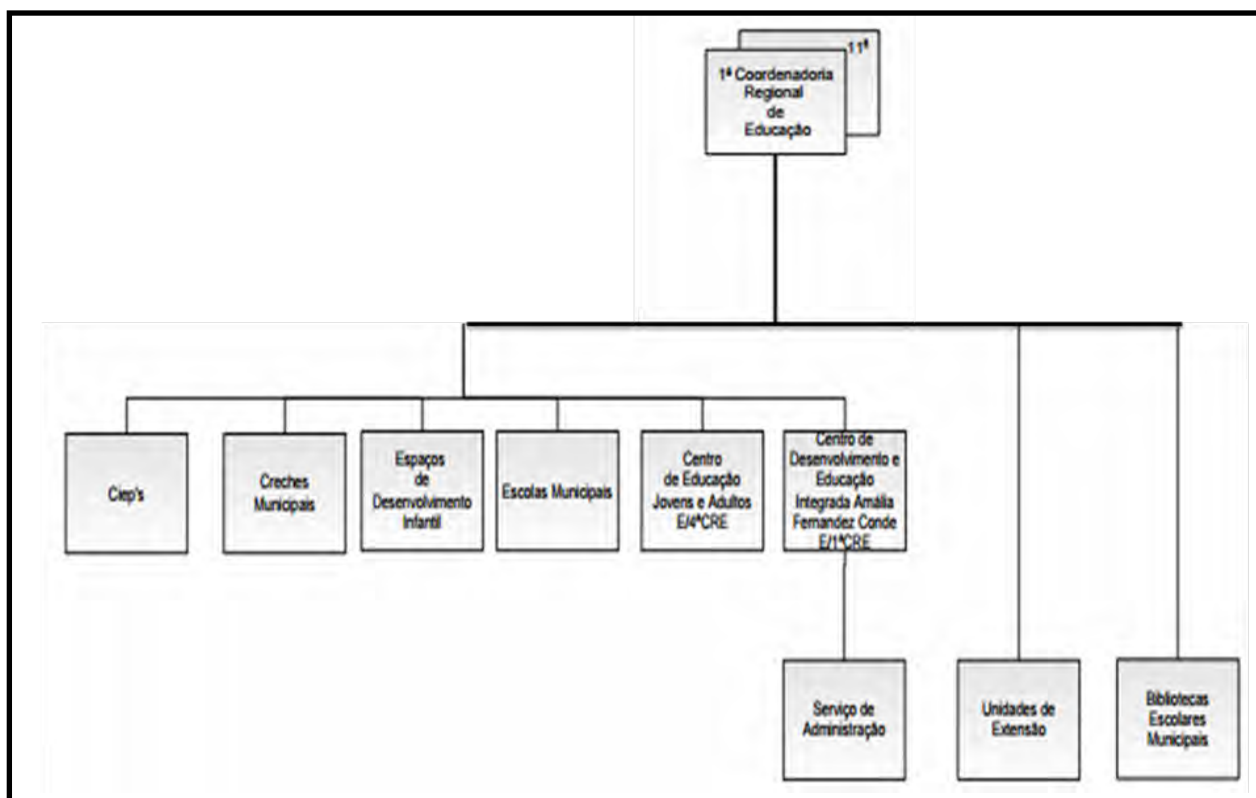 11ª
1ª Coordenadoria
Regional
de
Educação
Ciep's
Creches
Municipais
Espaços
de
Desenvolvimento
Infantil
Escolas Municipais
Centro
de Educação
Jovens e Adultos
E/4ªCRE
Centro de
Desenvolvimento e
Educação
Integrada Amália
Fernandez Conde
E/1ªCRE
Serviço de
Administração
Unidades de
Extensão
Bibliotecas
Escolares
Municipais